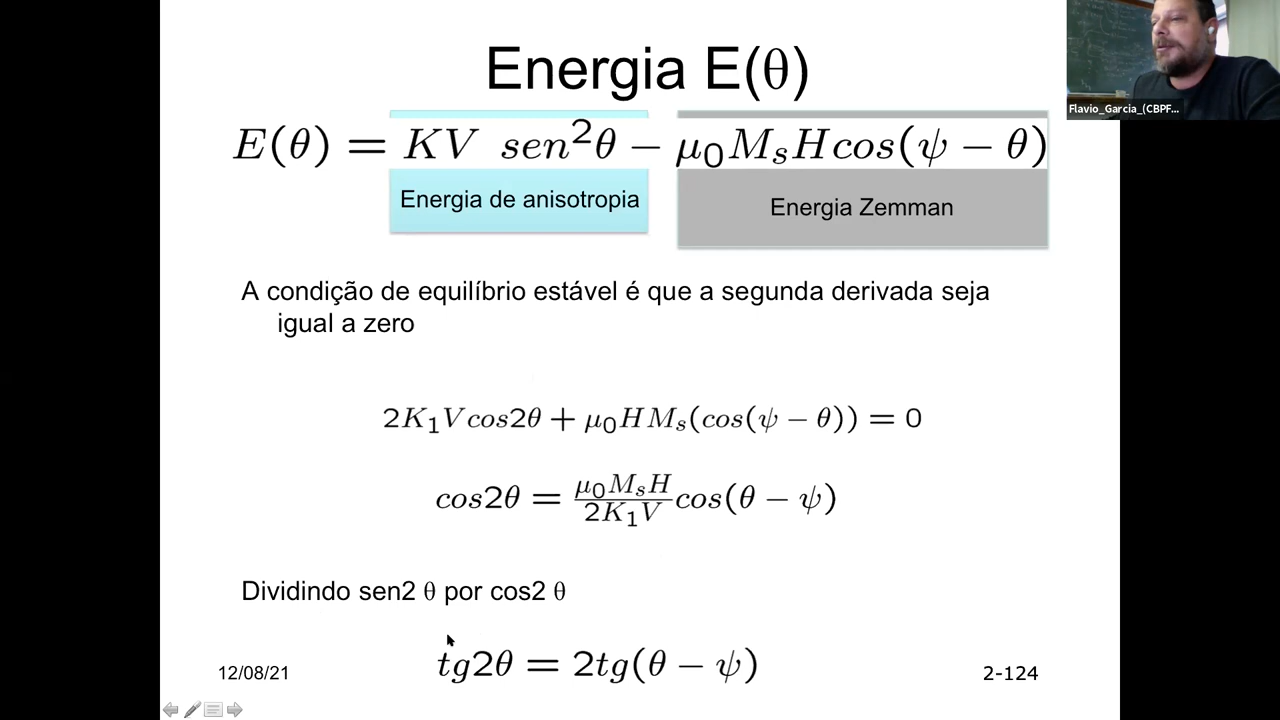 Energia E(θ)
E(θ) = KV sen²θ − μ₀MₛHcos(ψ − θ)
Energia de anisotropia
Energia Zemman
A condição de equilíbrio estável é que a segunda derivada seja
igual a zero
2K₁Vcos2θ + μ₀HMₛ(cos(ψ − θ)) = 0
cos2θ = μ₀MₛH/2K₁V cos(θ − ψ)
Dividindo sen2 θ por cos2 θ
tg2θ = 2tg(θ − ψ)
12/08/21
2-124
Flavio_Garcia_(CBPF...